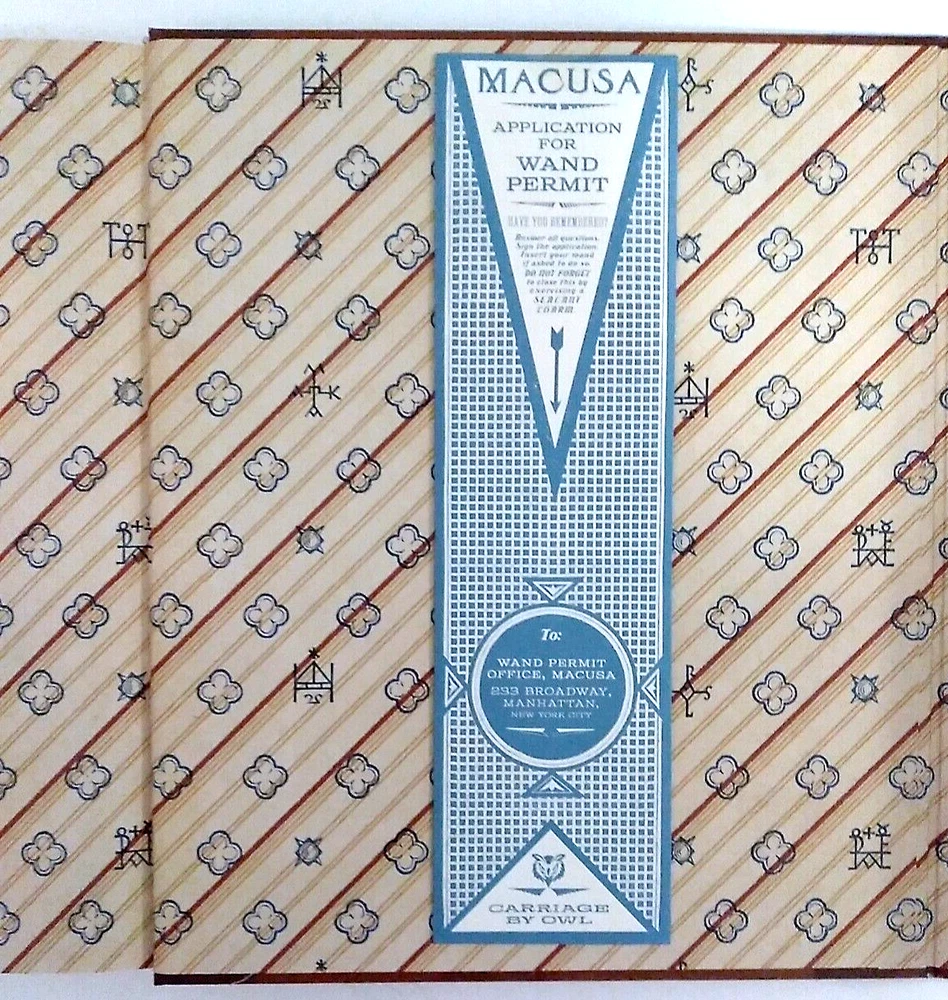 MACUSA
APPLICATION
FOR
WAND
PERMIT
HAVE YOU REMEMBERED?
Answer all questions.
Sign the application.
Insert your wand
if asked to do so.
DO NOT FORGET
to close this by
exercising a
SEALANT
CHARM
To:
WAND PERMIT
OFFICE, MACUSA
233 BROADWAY,
MANHATTAN,
NEW YORK CITY
CARRIAGE
BY OWL